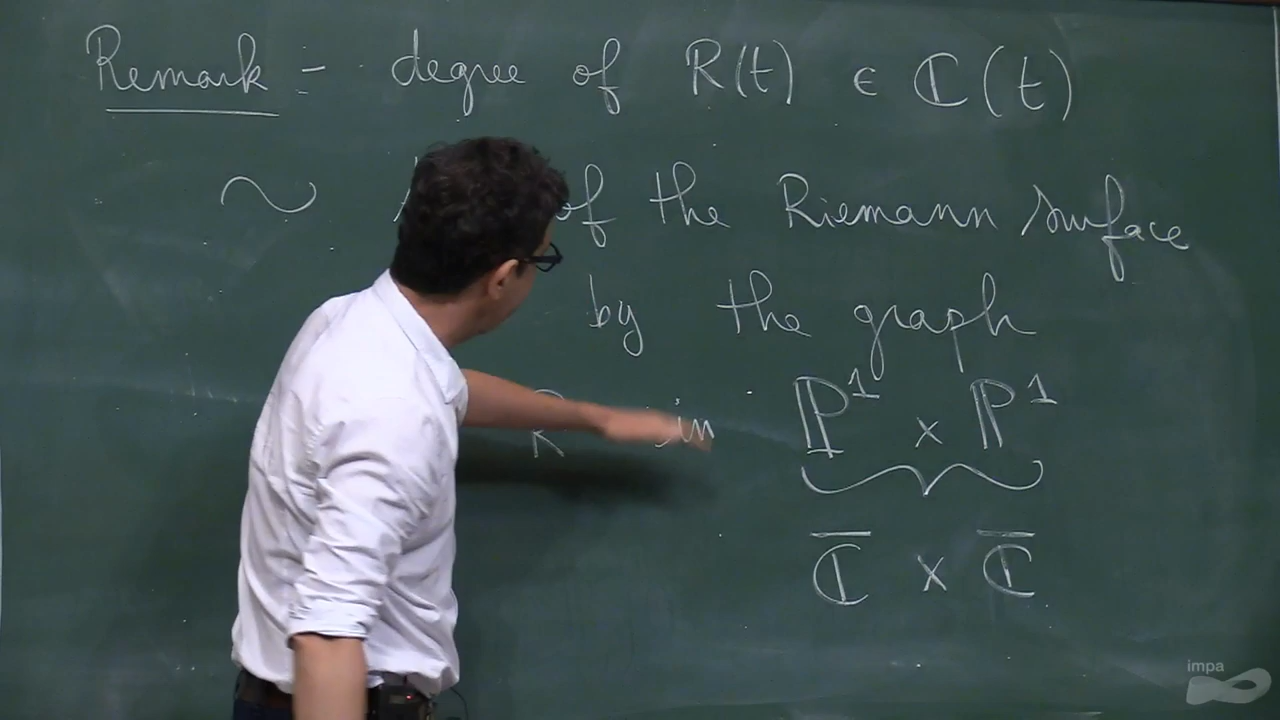 Remark :- degree of R(t) ∈ ℂ(t)
~ of the Riemann surface
by the graph
R in ℙ¹ × ℙ¹
ℂ̅ × ℂ̅
impa